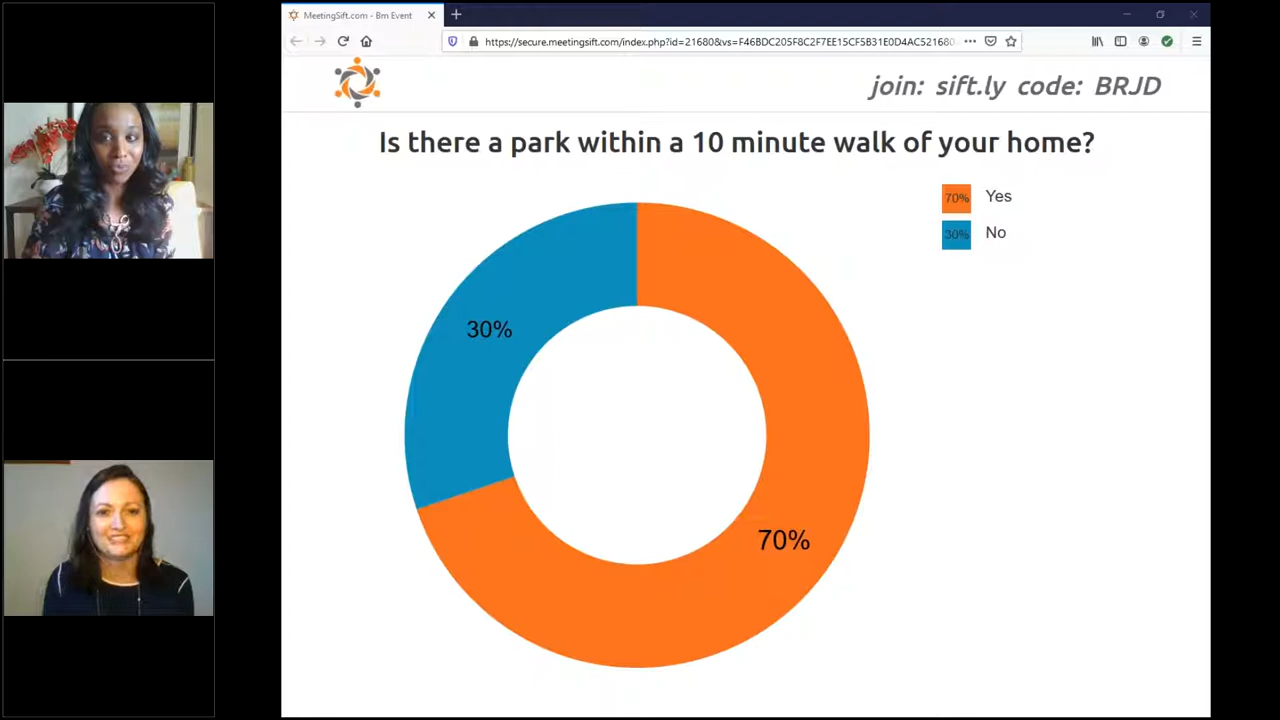 MeetingSift.com - Bm Event
https://secure.meetingsift.com/index.php?id=21680&vs=F46BDC205F8C2F7EE15CF5B31E0D4AC521680
join: sift.ly code: BRJD
Is there a park within a 10 minute walk of your home?
70% Yes
30% No
30%
70%